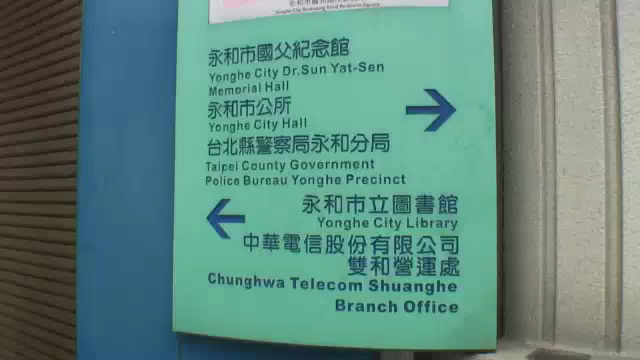 永和市國父紀念館
Yonghe City Dr.Sun Yat-Sen
Memorial Hall
永和市公所
Yonghe City Hall
台北縣警察局永和分局
Taipei County Government
Police Bureau Yonghe Precinct
永和市立圖書館
Yonghe City Library
中華電信股份有限公司
雙和營運處
Chunghwa Telecom Shuanghe
Branch Office